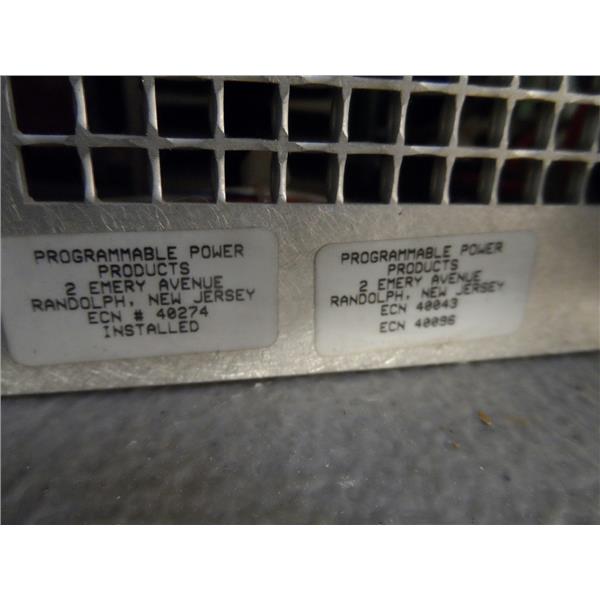 PROGRAMMABLE POWER
PRODUCTS
2 EMERY AVENUE
RANDOLPH, NEW JERSEY
ECN # 40274
INSTALLED
PROGRAMMABLE POWER
PRODUCTS
2 EMERY AVENUE
RANDOLPH, NEW JERSEY
ECN 40043
ECN 40096